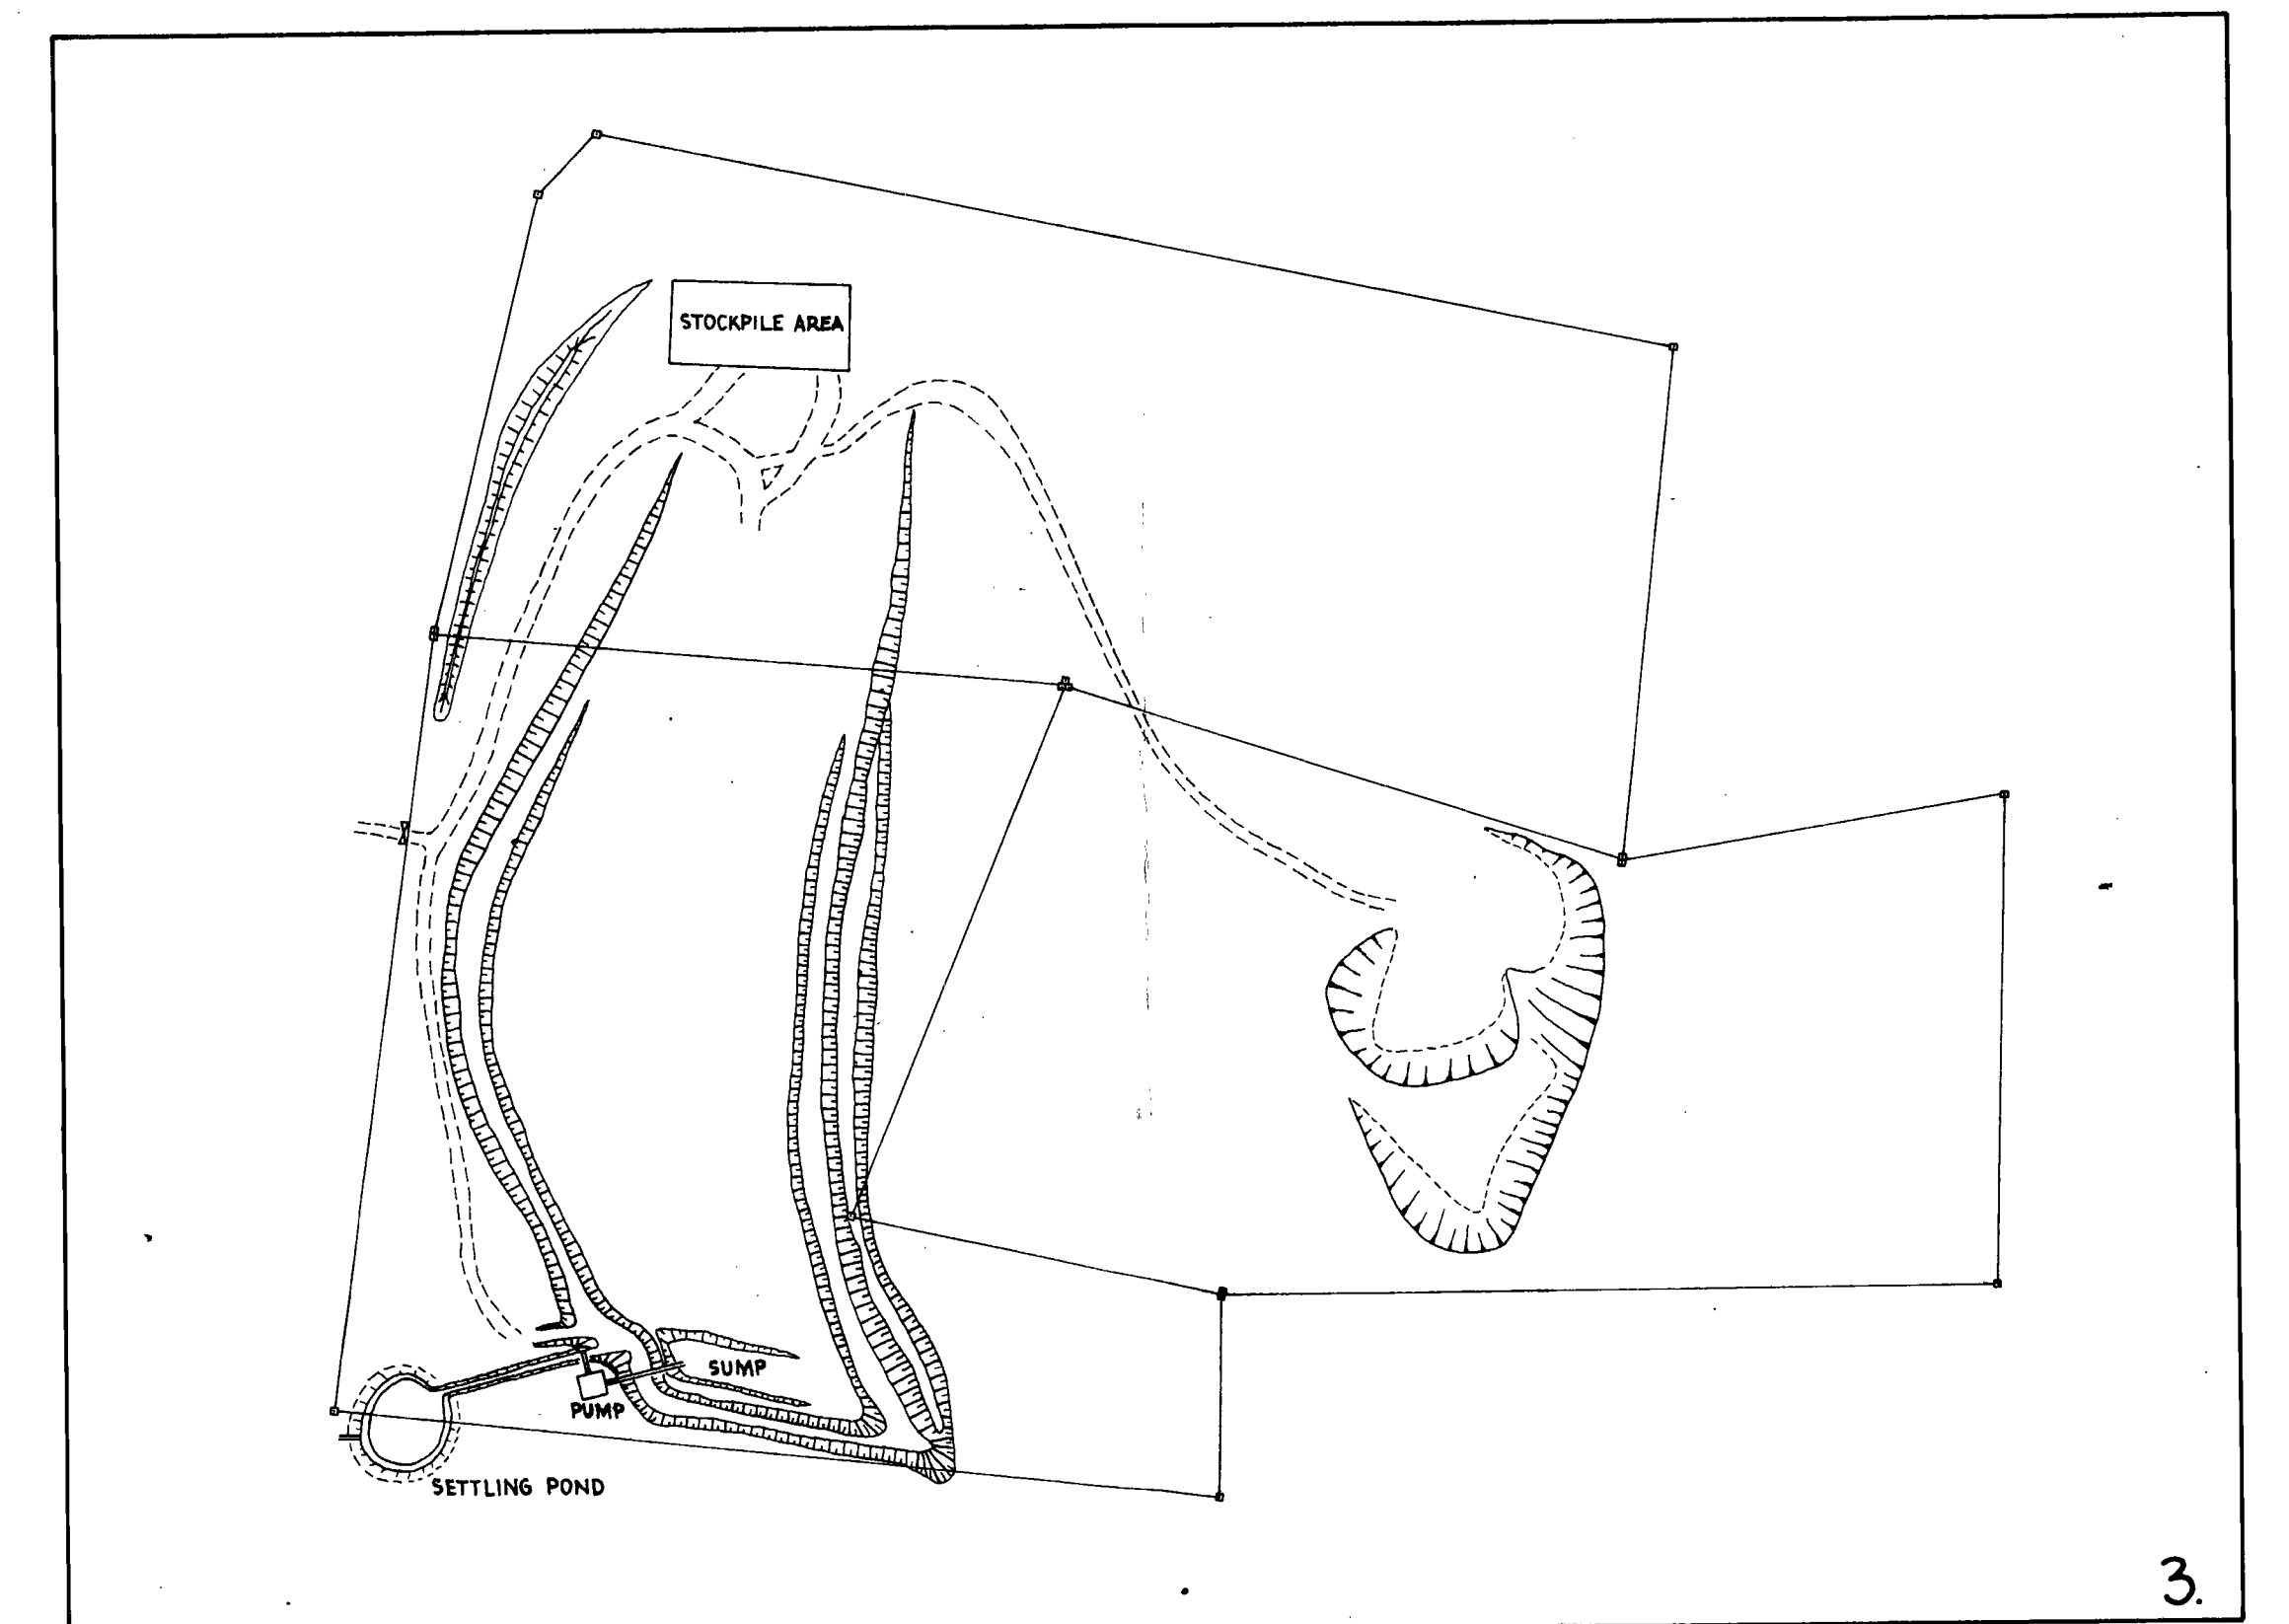 STOCKPILE AREA
SUMP
PUMP
SETTLING POND
3.